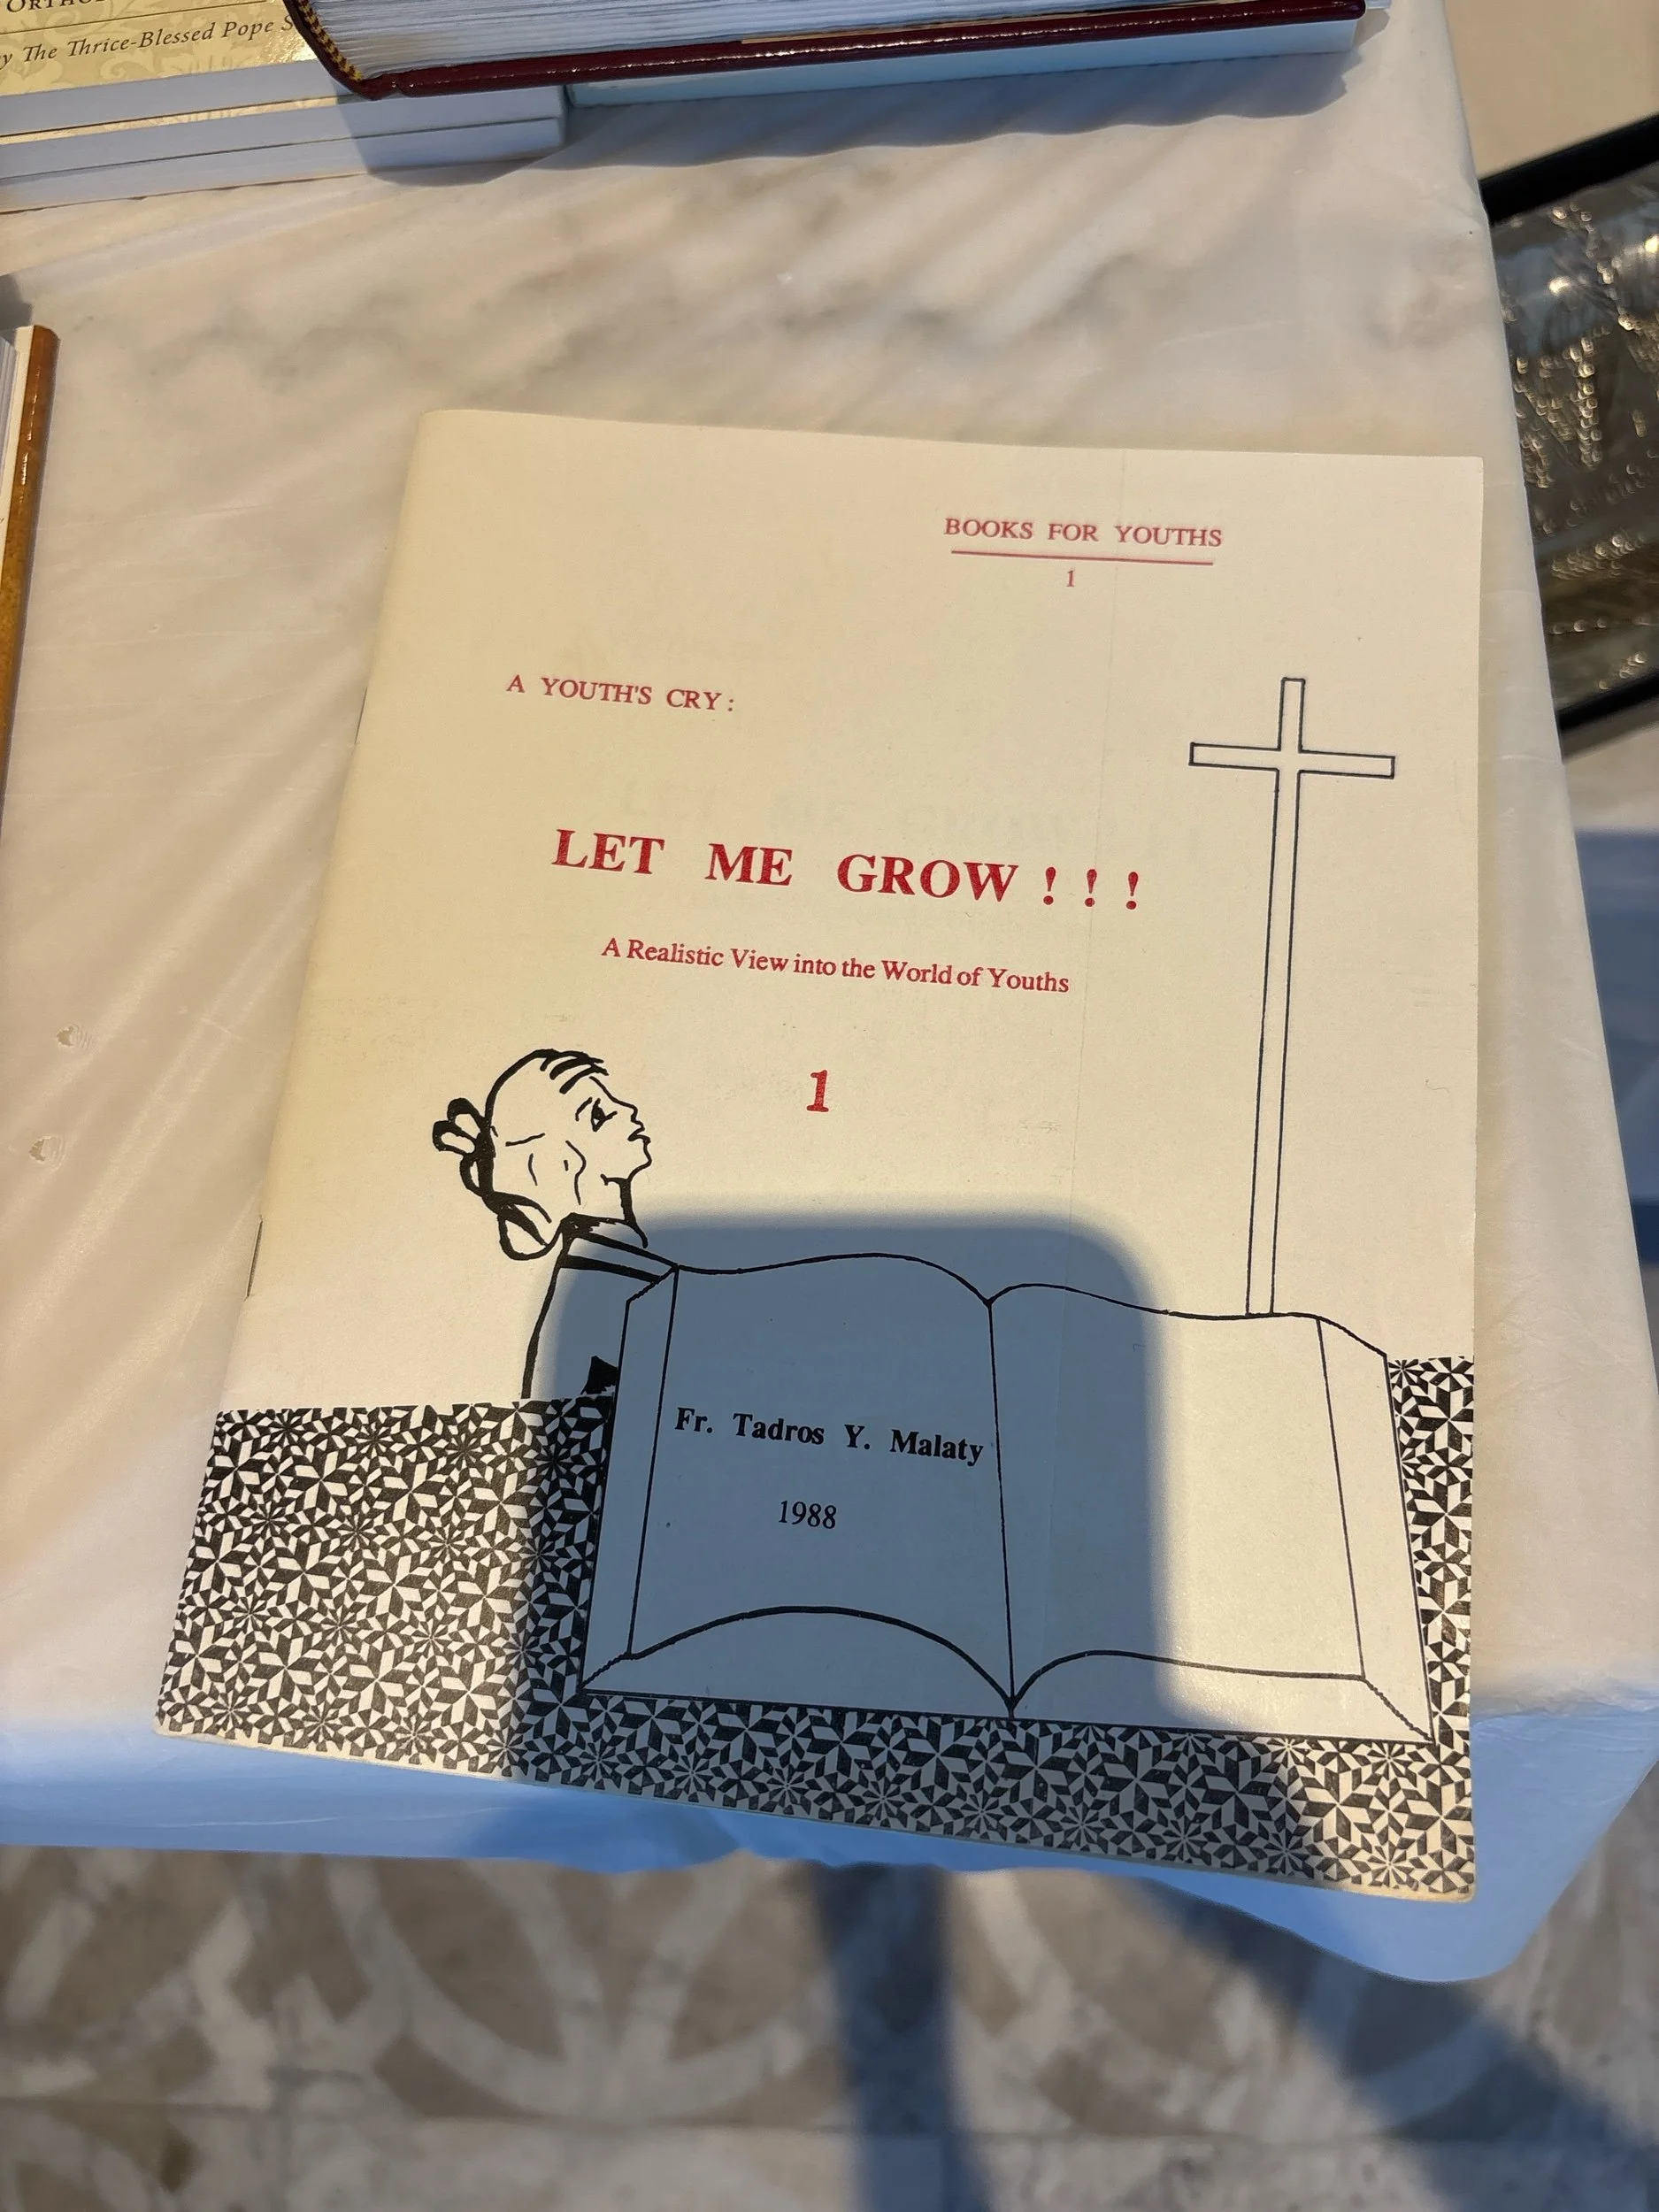 y The Thrice-Blessed Pope S
BOOKS FOR YOUTHS
1
A YOUTH'S CRY :
LET ME GROW ! ! !
A Realistic View into the World of Youths
1
Fr. Tadros Y. Malaty
1988